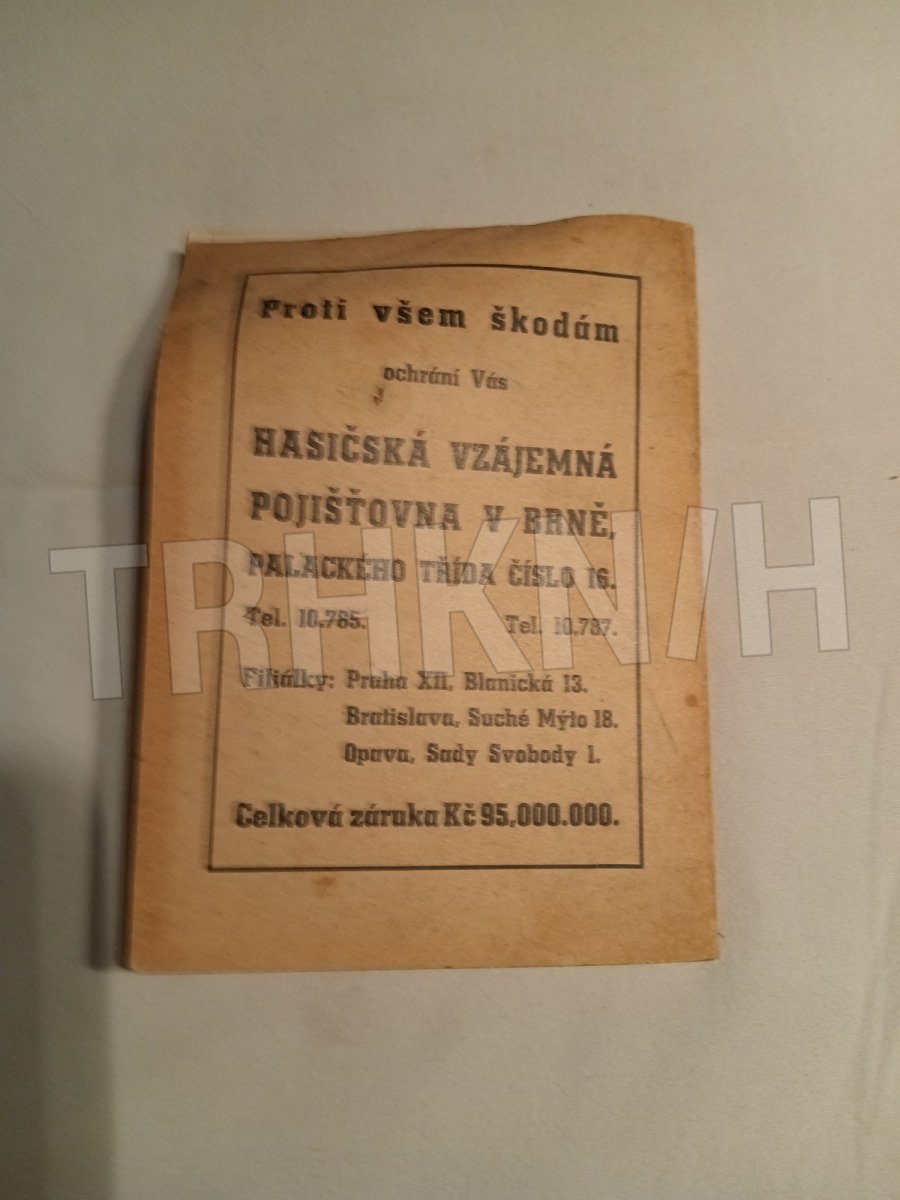 Proti všem škodám
ochrání Vás
HASIČSKÁ VZÁJEMNÁ
POJIŠŤOVNA V BRNĚ,
PALACKÉHO TŘÍDA ČÍSLO 16.
Tel. 10.785. Tel. 10.787.
Filiálky: Praha XII, Blanická 13.
Bratislava, Suché Mýto 18.
Opava, Sady Svobody 1.
Celková záruka Kč 95,000.000.
TRHKNIH